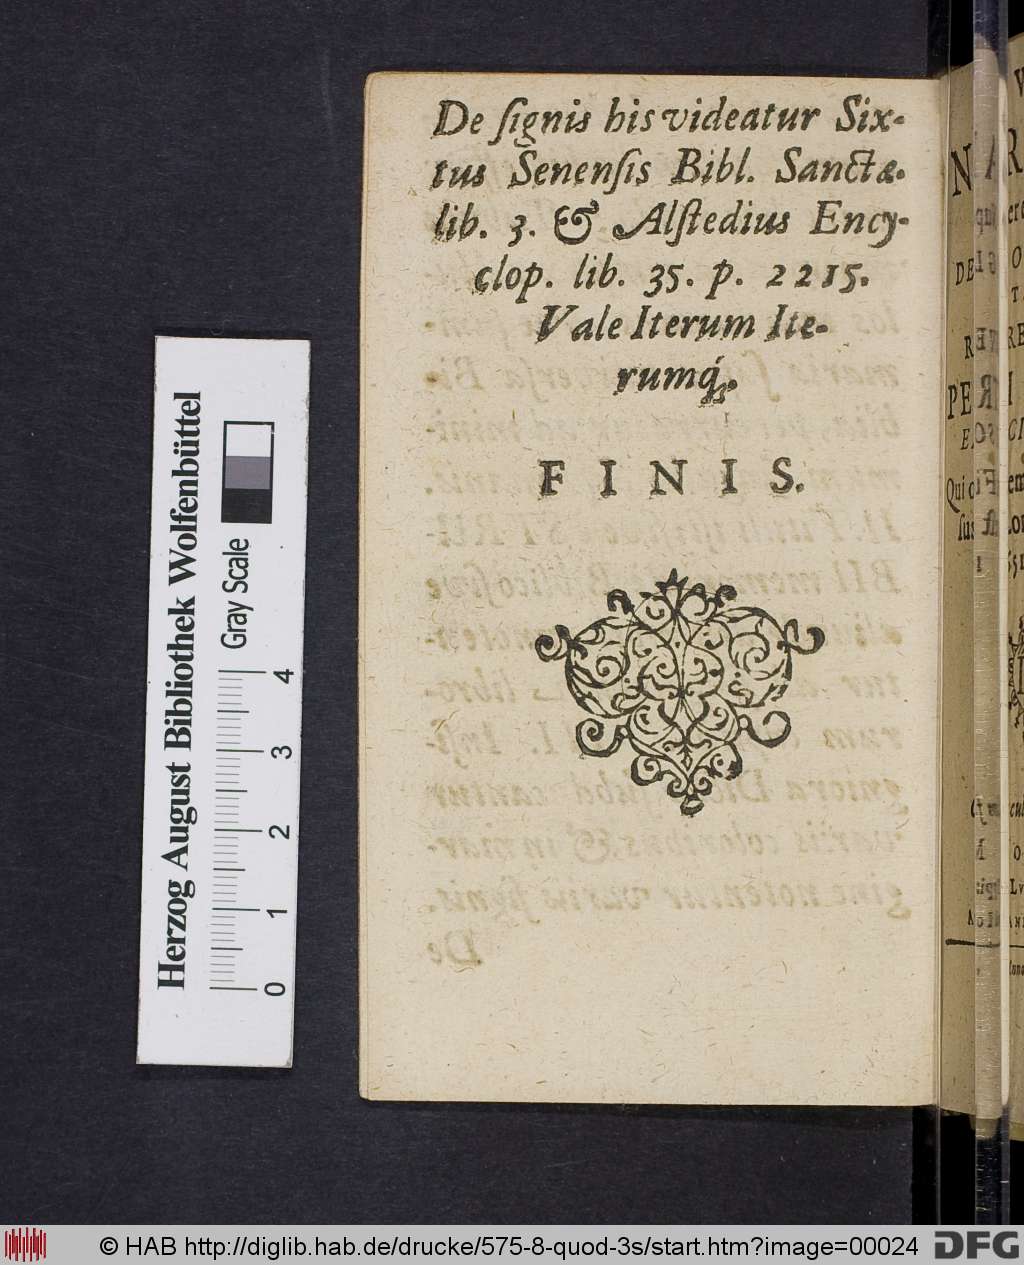 De ſignis his videatur Six-
tus Senenſis Bibl. Sanctæ.
lib. 3. & Alſtedius Ency-
clop. lib. 35. p. 2215.
Vale Iterum Ite-
rumq́;.
FINIS.
Herzog August Bibliothek Wolfenbüttel
Gray Scale
0 1 2 3 4
© HAB http://diglib.hab.de/drucke/575-8-quod-3s/start.htm?image=00024
DFG